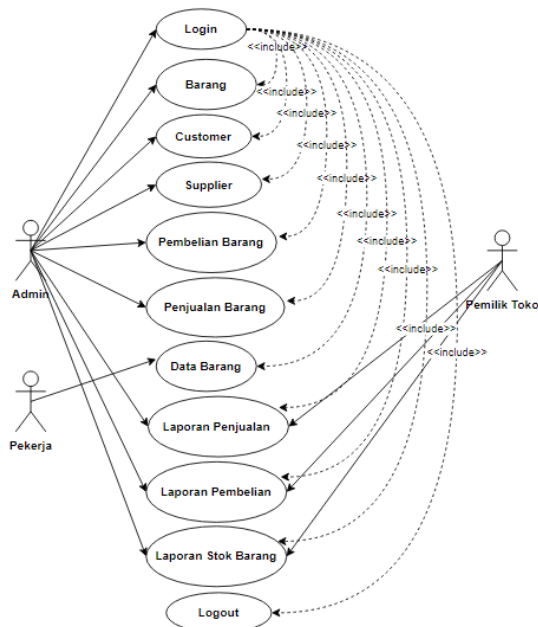 Login
<<include>>
Barang
<<include>>
Customer
<<include>>
<<include>>
Supplier
<<include>>
<<include>>
Pembelian Barang
<<include>>
<<include>>
Admin
Penjualan Barang
Pemilik Toko
<<include>>
<<include>>
Data Barang
Pekerja
Laporan Penjualan
Laporan Pembelian
Laporan Stok Barang
Logout